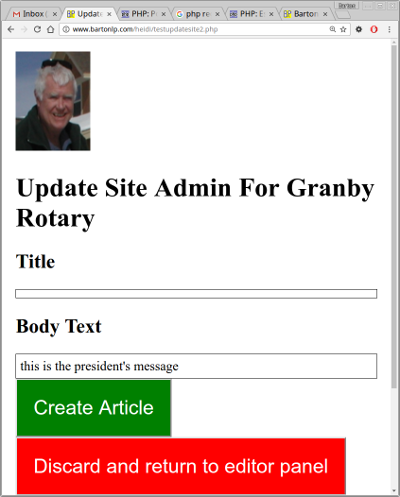 Barton
Inbox (
Updat
PHP: P
php re
PHP: E
Barton
www.bartonlp.com/heidi/testupdatesite2.php
Update Site Admin For Granby
Rotary
Title
Body Text
this is the president's message
Create Article
Discard and return to editor panel